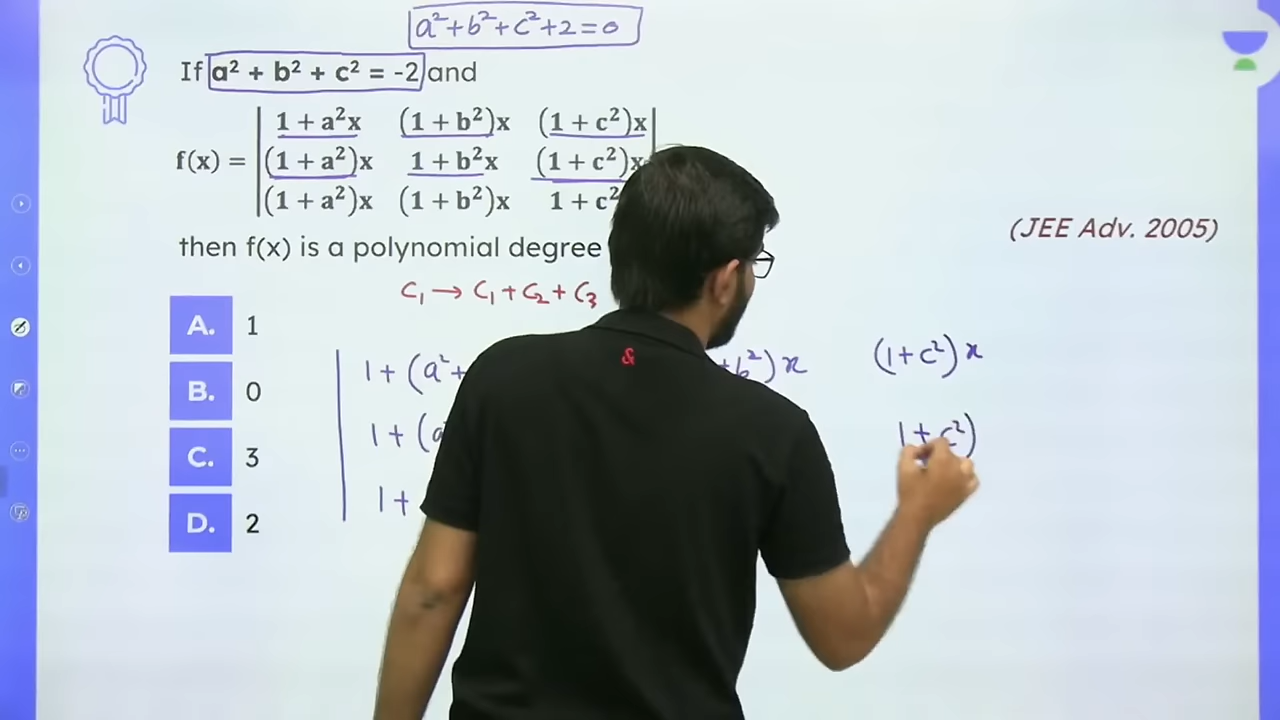 a²+b²+c²+2=0
If a² + b² + c² = -2 and
1 + a²x (1 + b²)x (1 + c²)x
f(x) = (1 + a²)x 1 + b²x (1 + c²)x
(1 + a²)x (1 + b²)x 1 + c²
then f(x) is a polynomial degree
(JEE Adv. 2005)
C₁ → C₁ + C₂ + C₃
A. 1
B. 0
C. 3
D. 2
1 + (a²+ b²)x (1+c²)x
1 + ( 1+c²)
1 +